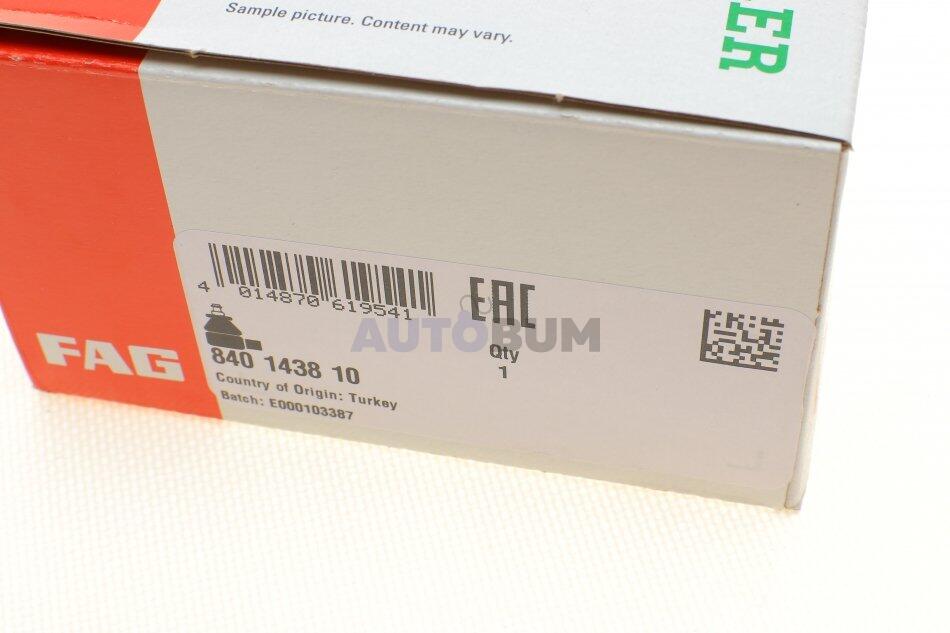 Sample picture. Content may vary.
LER
4 014870 619541
EAC
AUTOBUM
FAG
840 1438 10
Qty
1
Country of Origin: Turkey
Batch: E000103387